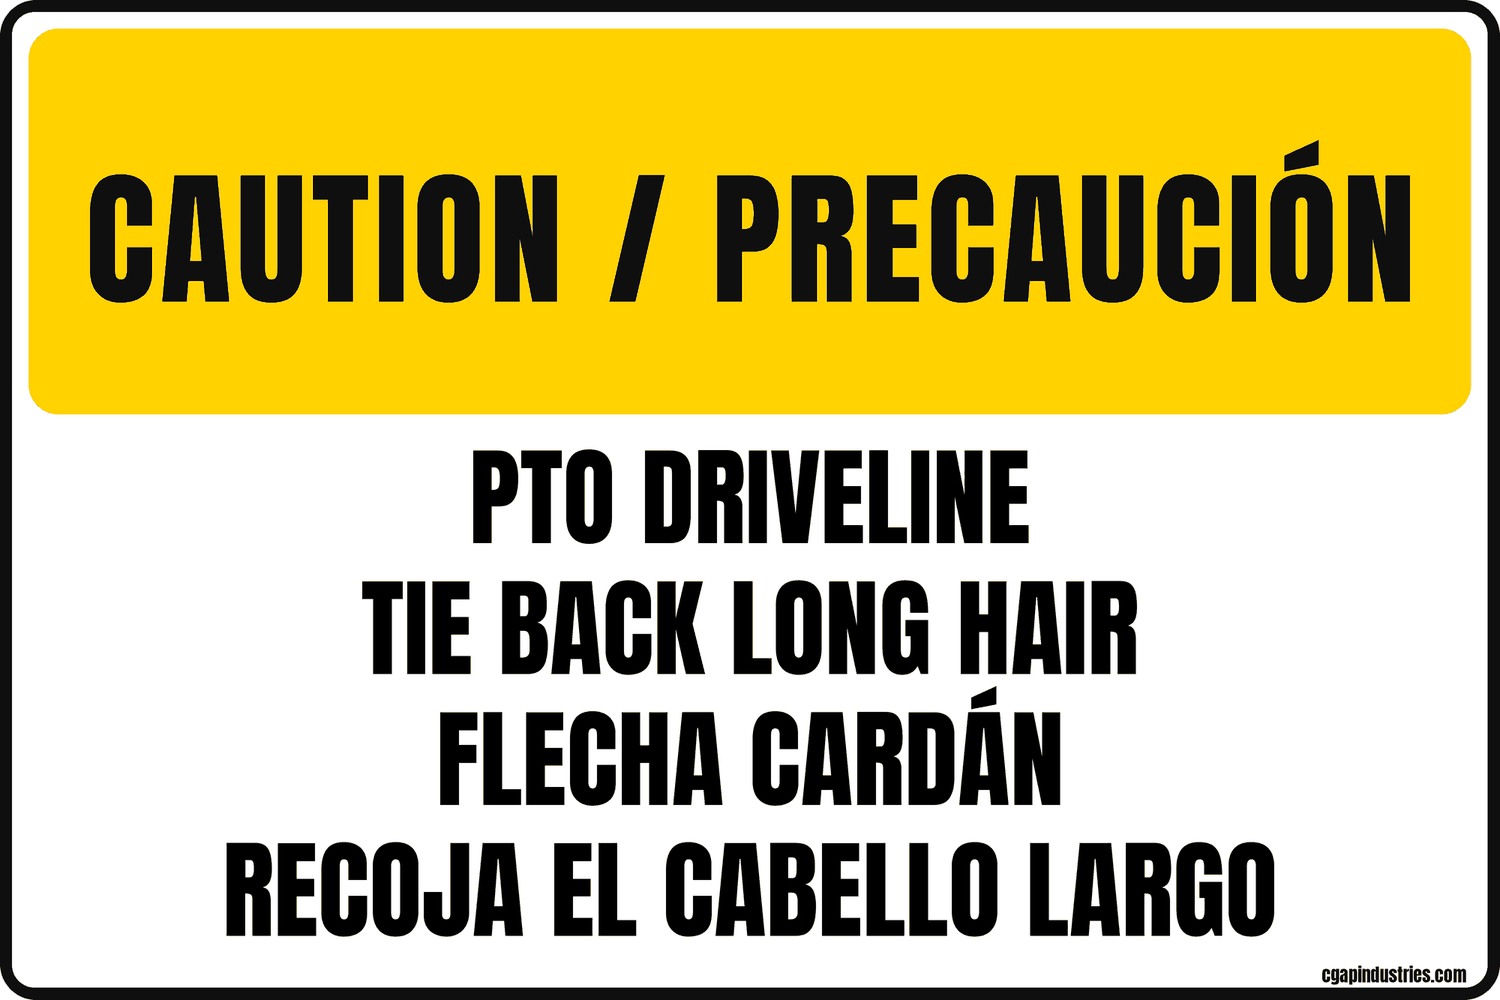 CAUTION / PRECAUCIÓN
PTO DRIVELINE
TIE BACK LONG HAIR
FLECHA CARDÁN
RECOJA EL CABELLO LARGO
cgapindustries.com